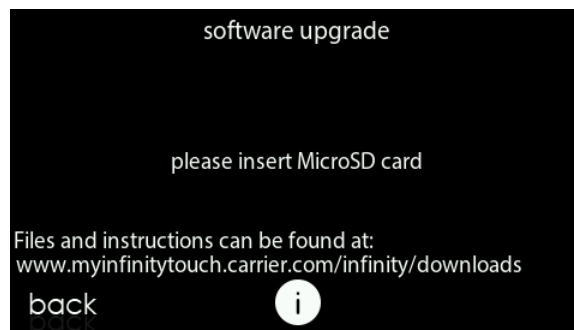 software upgrade
please insert MicroSD card
Files and instructions can be found at:
www.myinfinitytouch.carrier.com/infinity/downloads
back
i